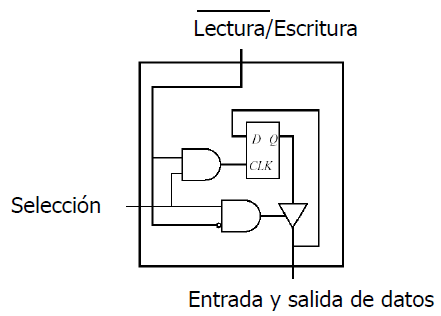 Lectura/Escritura
D Q
CLK
Selección
Entrada y salida de datos